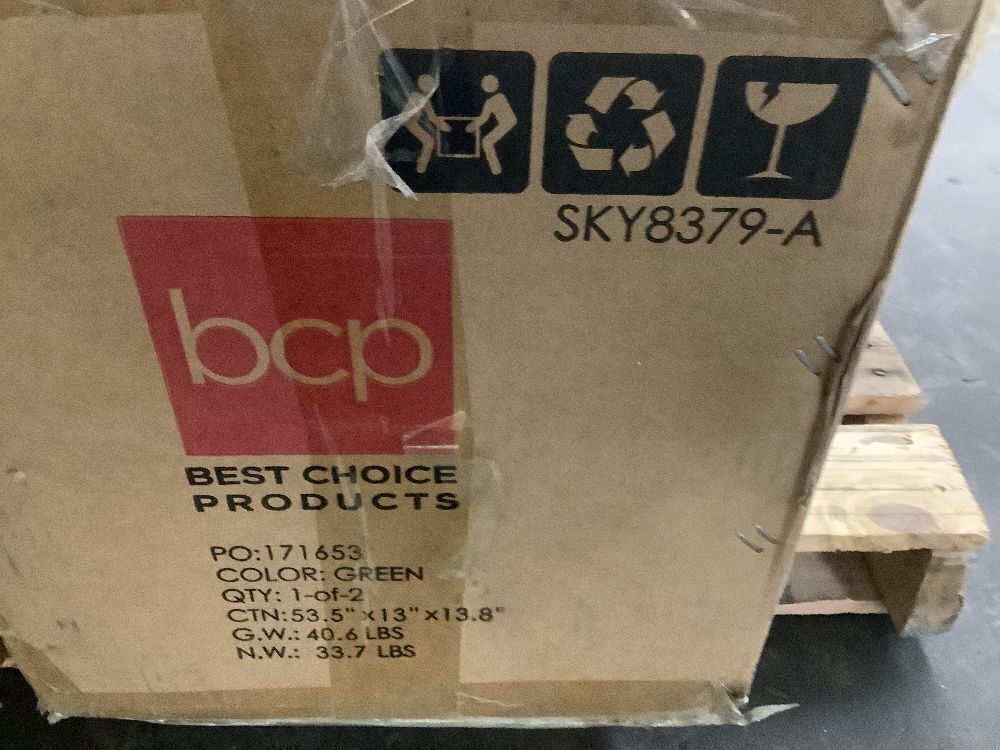 SKY8379-A
bcp
BEST CHOICE
PRODUCTS
PO:171653
COLOR: GREEN
QTY: 1-of-2
CTN:53.5"x13"x13.8"
G.W.: 40.6 LBS
N.W.: 33.7 LBS